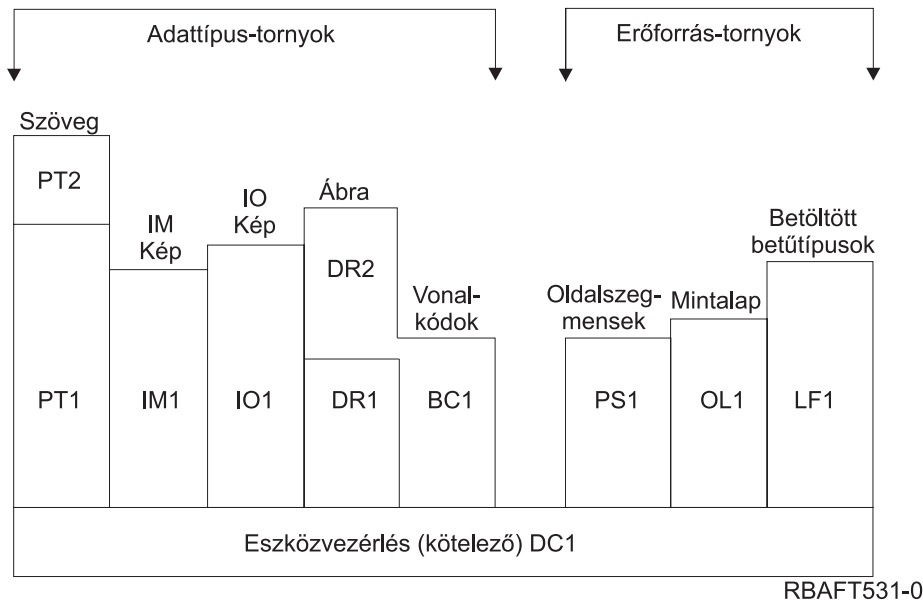 Adattípus-tornyok
Erőforrás-tornyok
Szöveg
PT2
PT1
IM
Kép
IM1
IO
Kép
IO1
Ábra
DR2
DR1
Vonal-
kódok
BC1
Oldalszeg-
mensek
PS1
Mintalap
OL1
Betöltött
betűtípusok
LF1
Eszközvezérlés (kötelező) DC1
RBAFT531-0